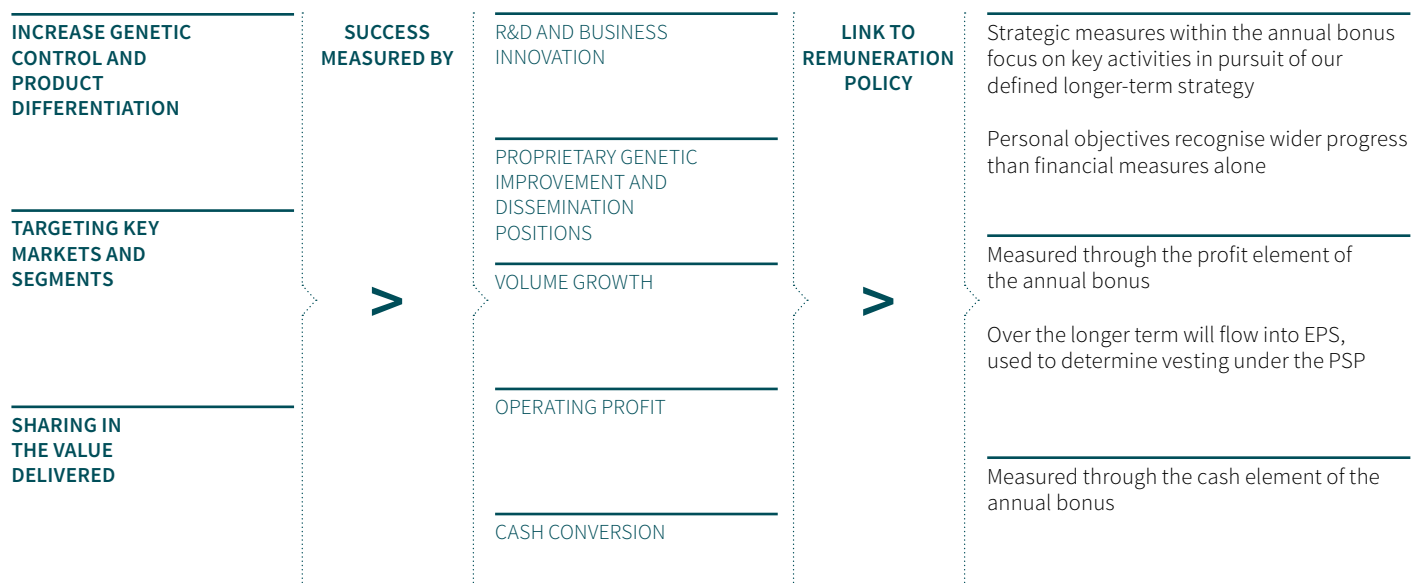 INCREASE GENETIC
CONTROL AND
PRODUCT
DIFFERENTIATION
TARGETING KEY
MARKETS AND
SEGMENTS
SHARING IN
THE VALUE
DELIVERED
SUCCESS
MEASURED BY
>
R&D AND BUSINESS
INNOVATION
PROPRIETARY GENETIC
IMPROVEMENT AND
DISSEMINATION
POSITIONS
VOLUME GROWTH
OPERATING PROFIT
CASH CONVERSION
LINK TO
REMUNERATION
POLICY
>
Strategic measures within the annual bonus
focus on key activities in pursuit of our
defined longer-term strategy
Personal objectives recognise wider progress
than financial measures alone
Measured through the profit element of
the annual bonus
Over the longer term will flow into EPS,
used to determine vesting under the PSP
Measured through the cash element of the
annual bonus